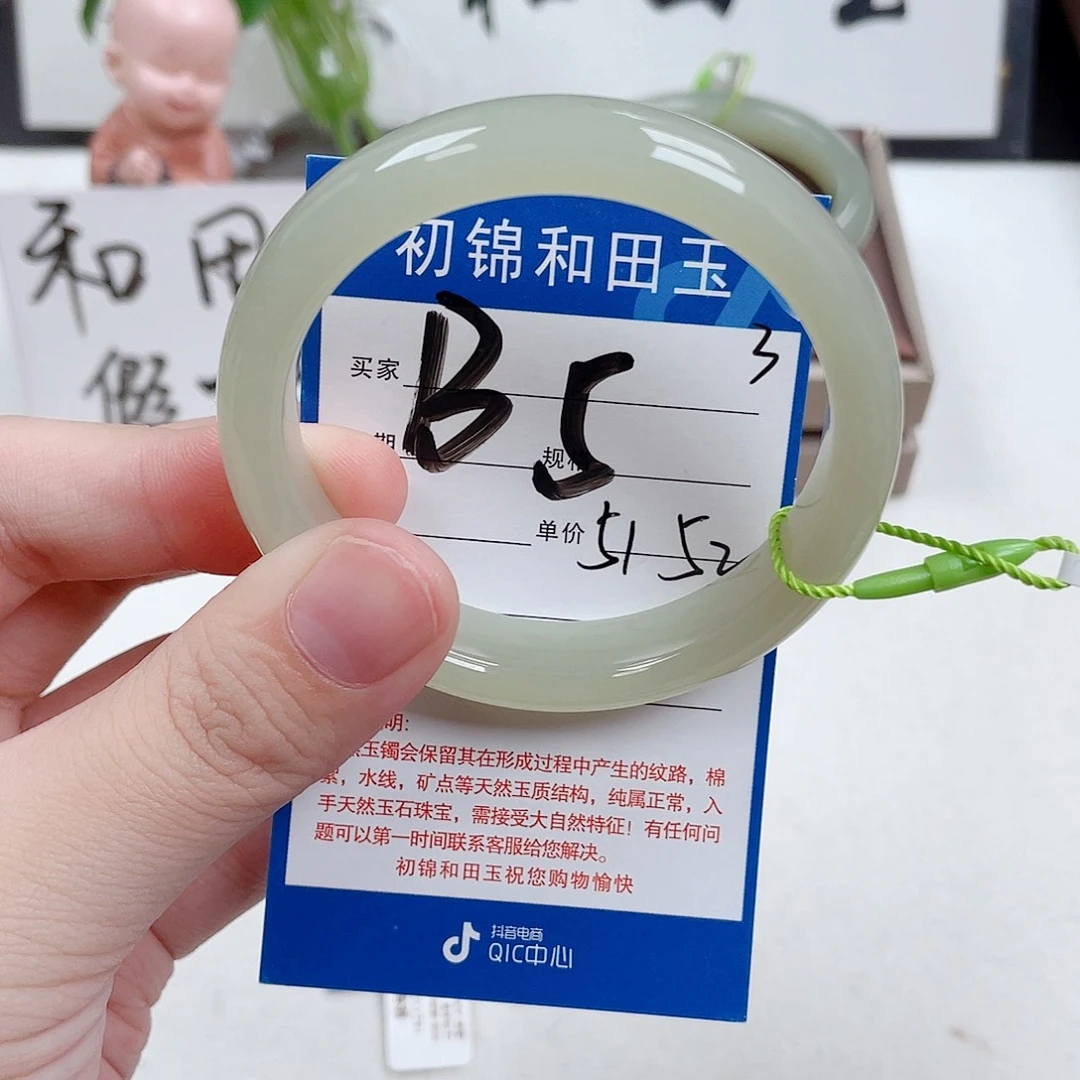 和田
假
初锦和田玉
买家 B5 3
期 规格
单价 51 52
明:
玉镯会保留其在形成过程中产生的纹路，棉
絮，水线，矿点等天然玉质结构，纯属正常，入
手天然玉石珠宝，需接受大自然特征！有任何问
题可以第一时间联系客服给您解决。
初锦和田玉祝您购物愉快
抖音电商
QIC中心